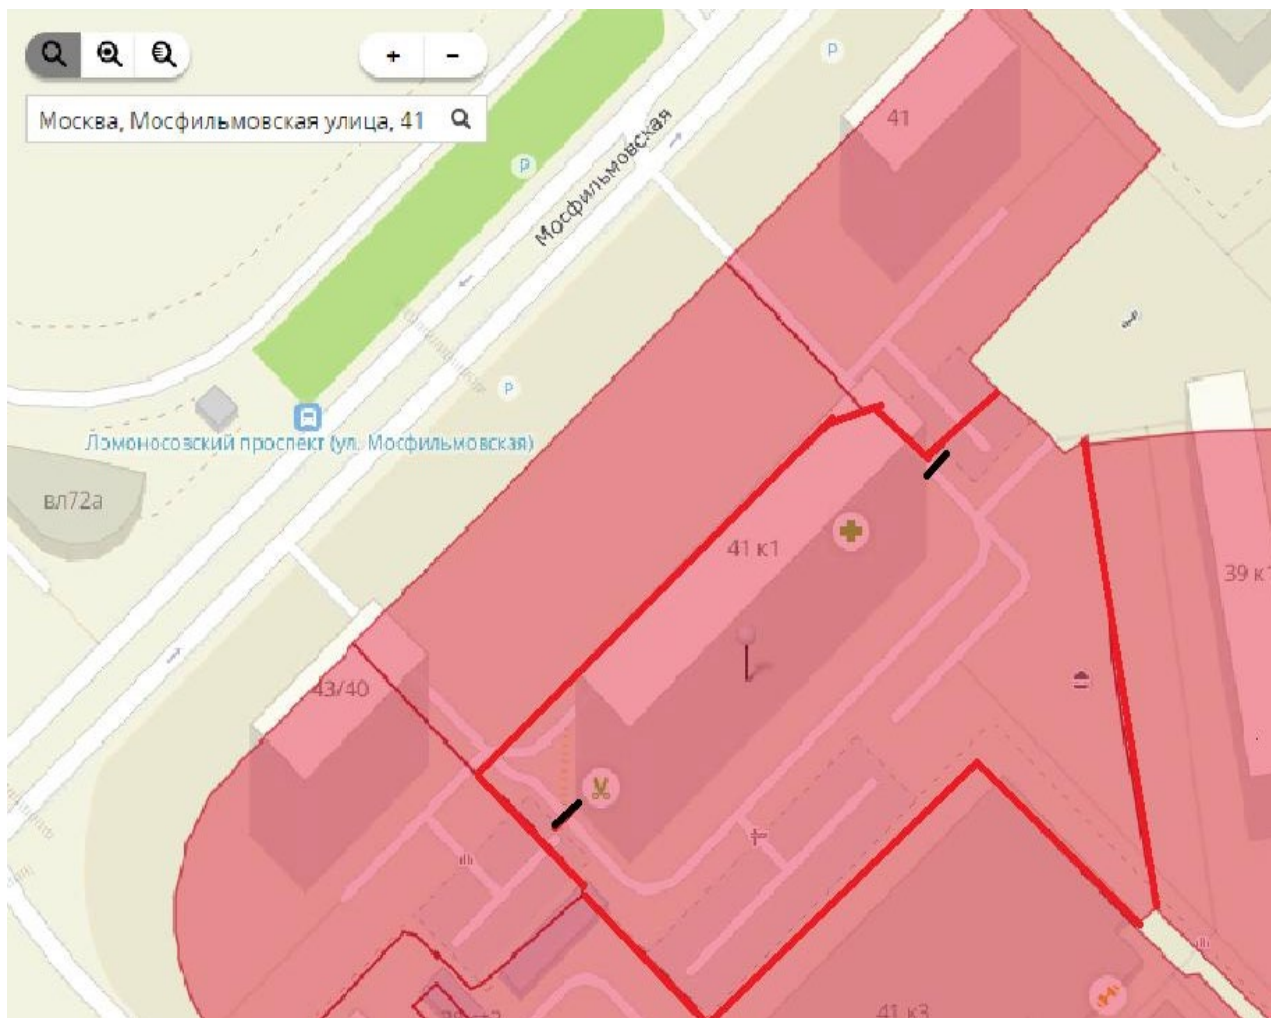 +
-
Москва, Мосфильмовская улица, 41
P
P
41
Мосфильмовская
P
Ломоносовский проспект (ул. Мосфильмовская)
вл72а
41 к1
39 к1
43/40
41 к3